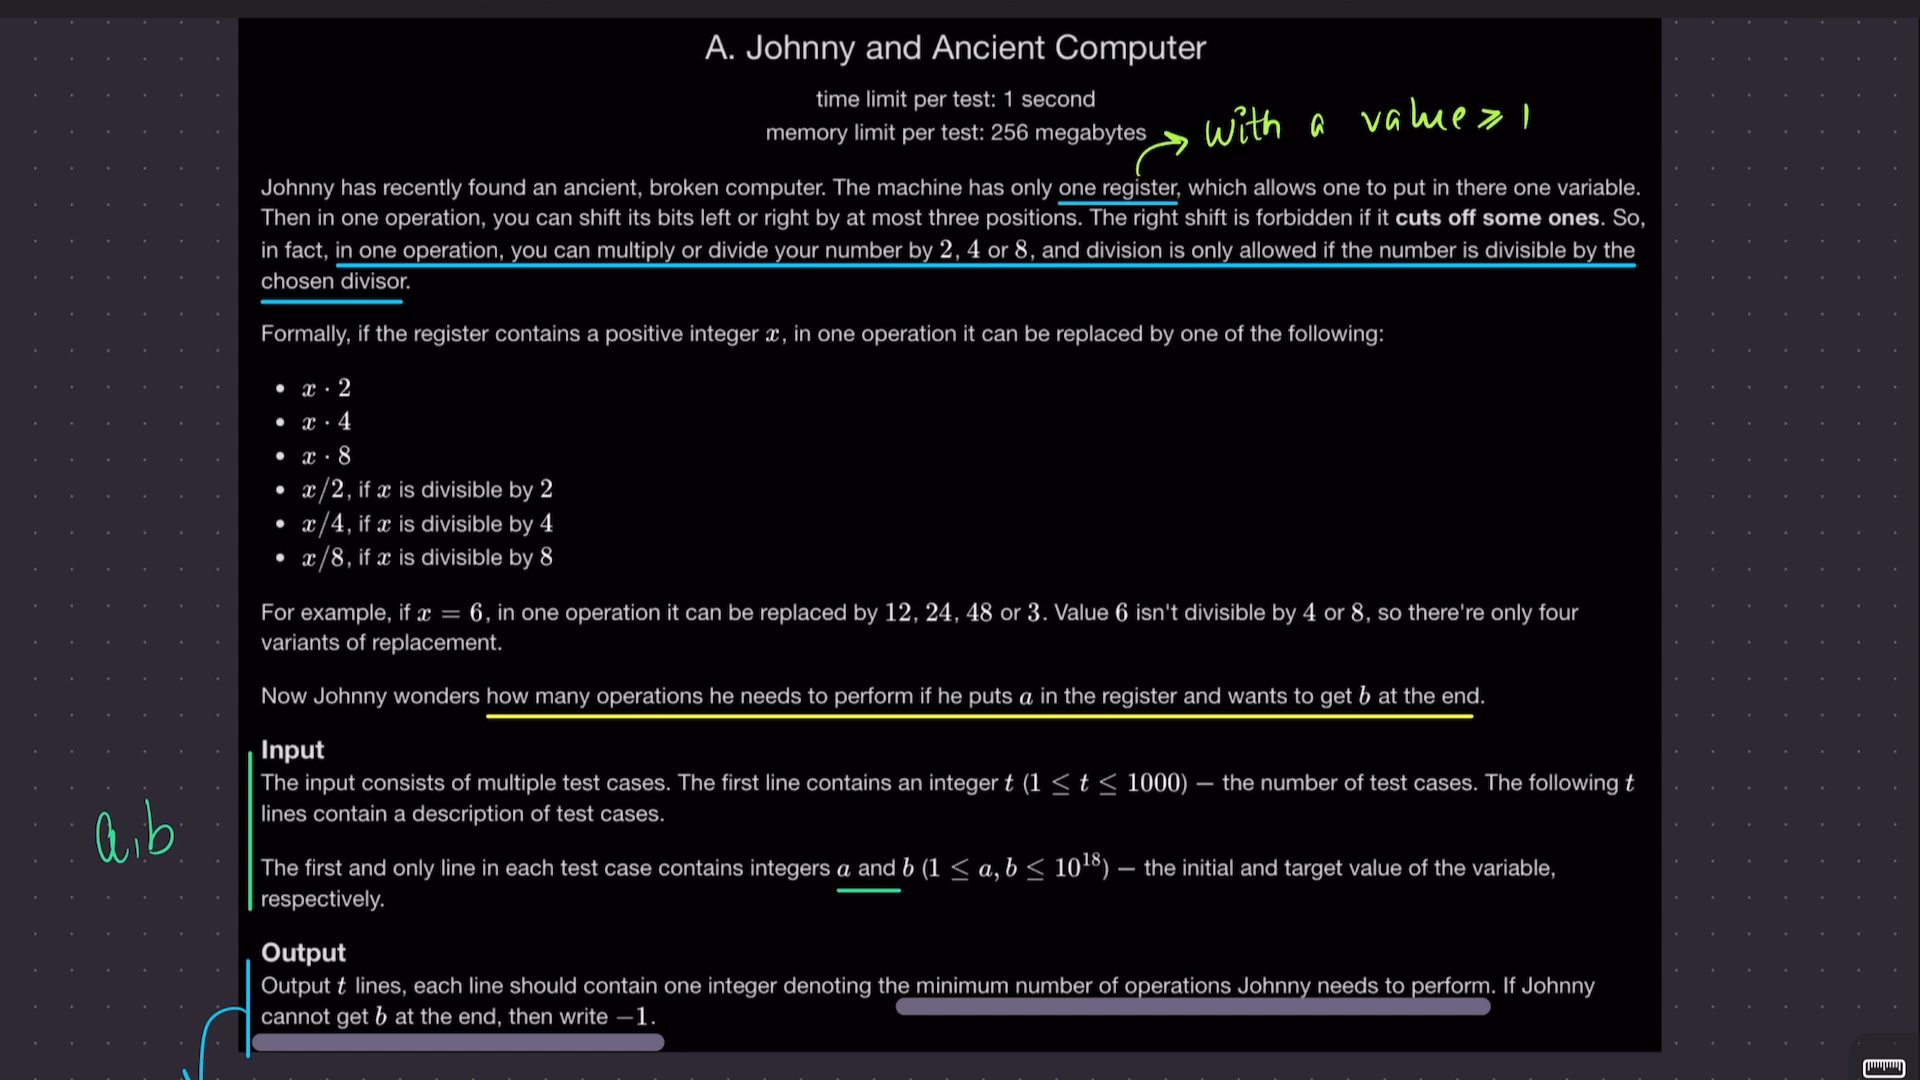 A. Johnny and Ancient Computer
time limit per test: 1 second
memory limit per test: 256 megabytes
with a value ≥ 1
Johnny has recently found an ancient, broken computer. The machine has only one register, which allows one to put in there one variable.
Then in one operation, you can shift its bits left or right by at most three positions. The right shift is forbidden if it cuts off some ones. So,
in fact, in one operation, you can multiply or divide your number by 2, 4 or 8, and division is only allowed if the number is divisible by the
chosen divisor.
Formally, if the register contains a positive integer x, in one operation it can be replaced by one of the following:
• x · 2
• x · 4
• x · 8
• x/2, if x is divisible by 2
• x/4, if x is divisible by 4
• x/8, if x is divisible by 8
For example, if x = 6, in one operation it can be replaced by 12, 24, 48 or 3. Value 6 isn't divisible by 4 or 8, so there're only four
variants of replacement.
Now Johnny wonders how many operations he needs to perform if he puts a in the register and wants to get b at the end.
Input
The input consists of multiple test cases. The first line contains an integer t (1 ≤ t ≤ 1000) — the number of test cases. The following t
lines contain a description of test cases.
a,b
The first and only line in each test case contains integers a and b (1 ≤ a, b ≤ 10^18) — the initial and target value of the variable,
respectively.
Output
Output t lines, each line should contain one integer denoting the minimum number of operations Johnny needs to perform. If Johnny
cannot get b at the end, then write −1.